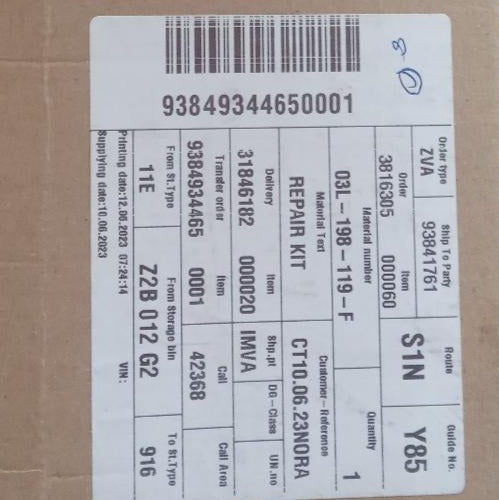 Order type Ship To Party Route Guide No.
ZVA 93841761 S1N Y85
Order Item
3816305 000060
Material number Quantity
03L-198-119-F 1
Material Text Customer-Reference
REPAIR KIT CT10.06.23NORA
Delivery Item Shp.pl DG-Class UN.no
31846182 000020 IMVA
Transfer order Item Call Call Area
9384934465 0001 42368
From St.Type From Storage bin To St.Type
11E Z2B 012 G2 916
Printing date:12.06.2023 07:24:14 VIN:
Supplying date:10.06.2023
93849344650001